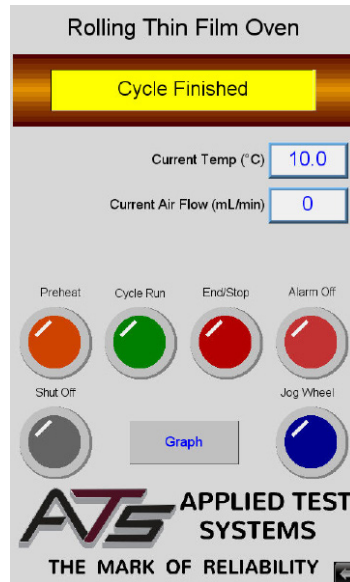 Rolling Thin Film Oven
Cycle Finished
Current Temp (°C) 10.0
Current Air Flow (mL/min) 0
Preheat Cycle Run End/Stop Alarm Off
Shut Off Jog Wheel
Graph
ATS APPLIED TEST
SYSTEMS
THE MARK OF RELIABILITY